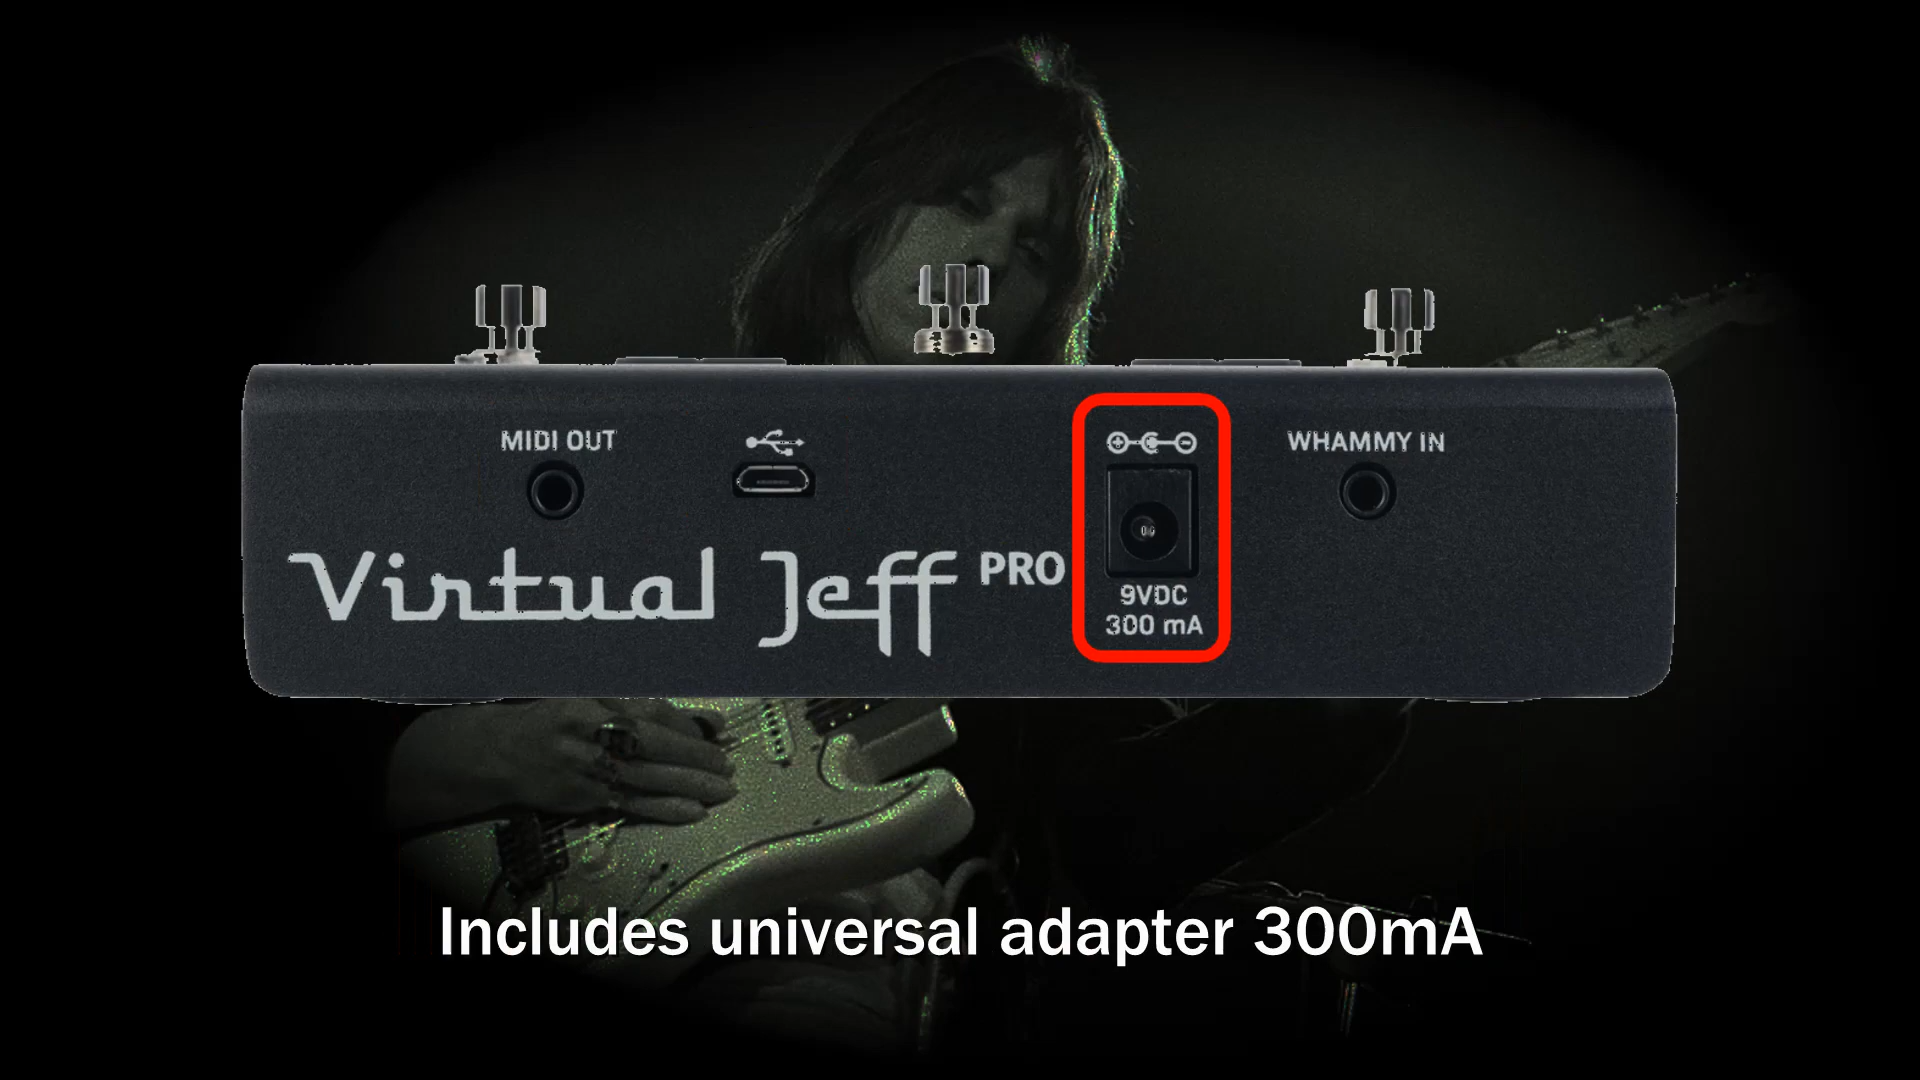 MIDI OUT
WHAMMY IN
Virtual Jeff PRO
9VDC
300 mA
Includes universal adapter 300mA